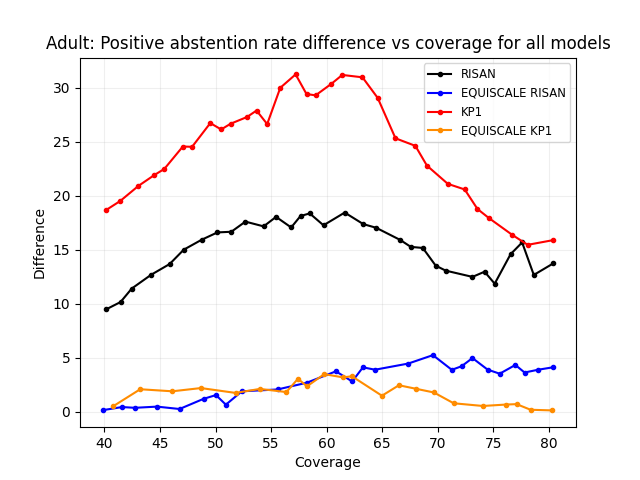 Adult: Positive abstention rate difference vs coverage for all models
RISAN
EQUISCALE RISAN
KP1
EQUISCALE KP1
Difference
30
25
20
15
10
5
0
40 45 50 55 60 65 70 75 80
Coverage